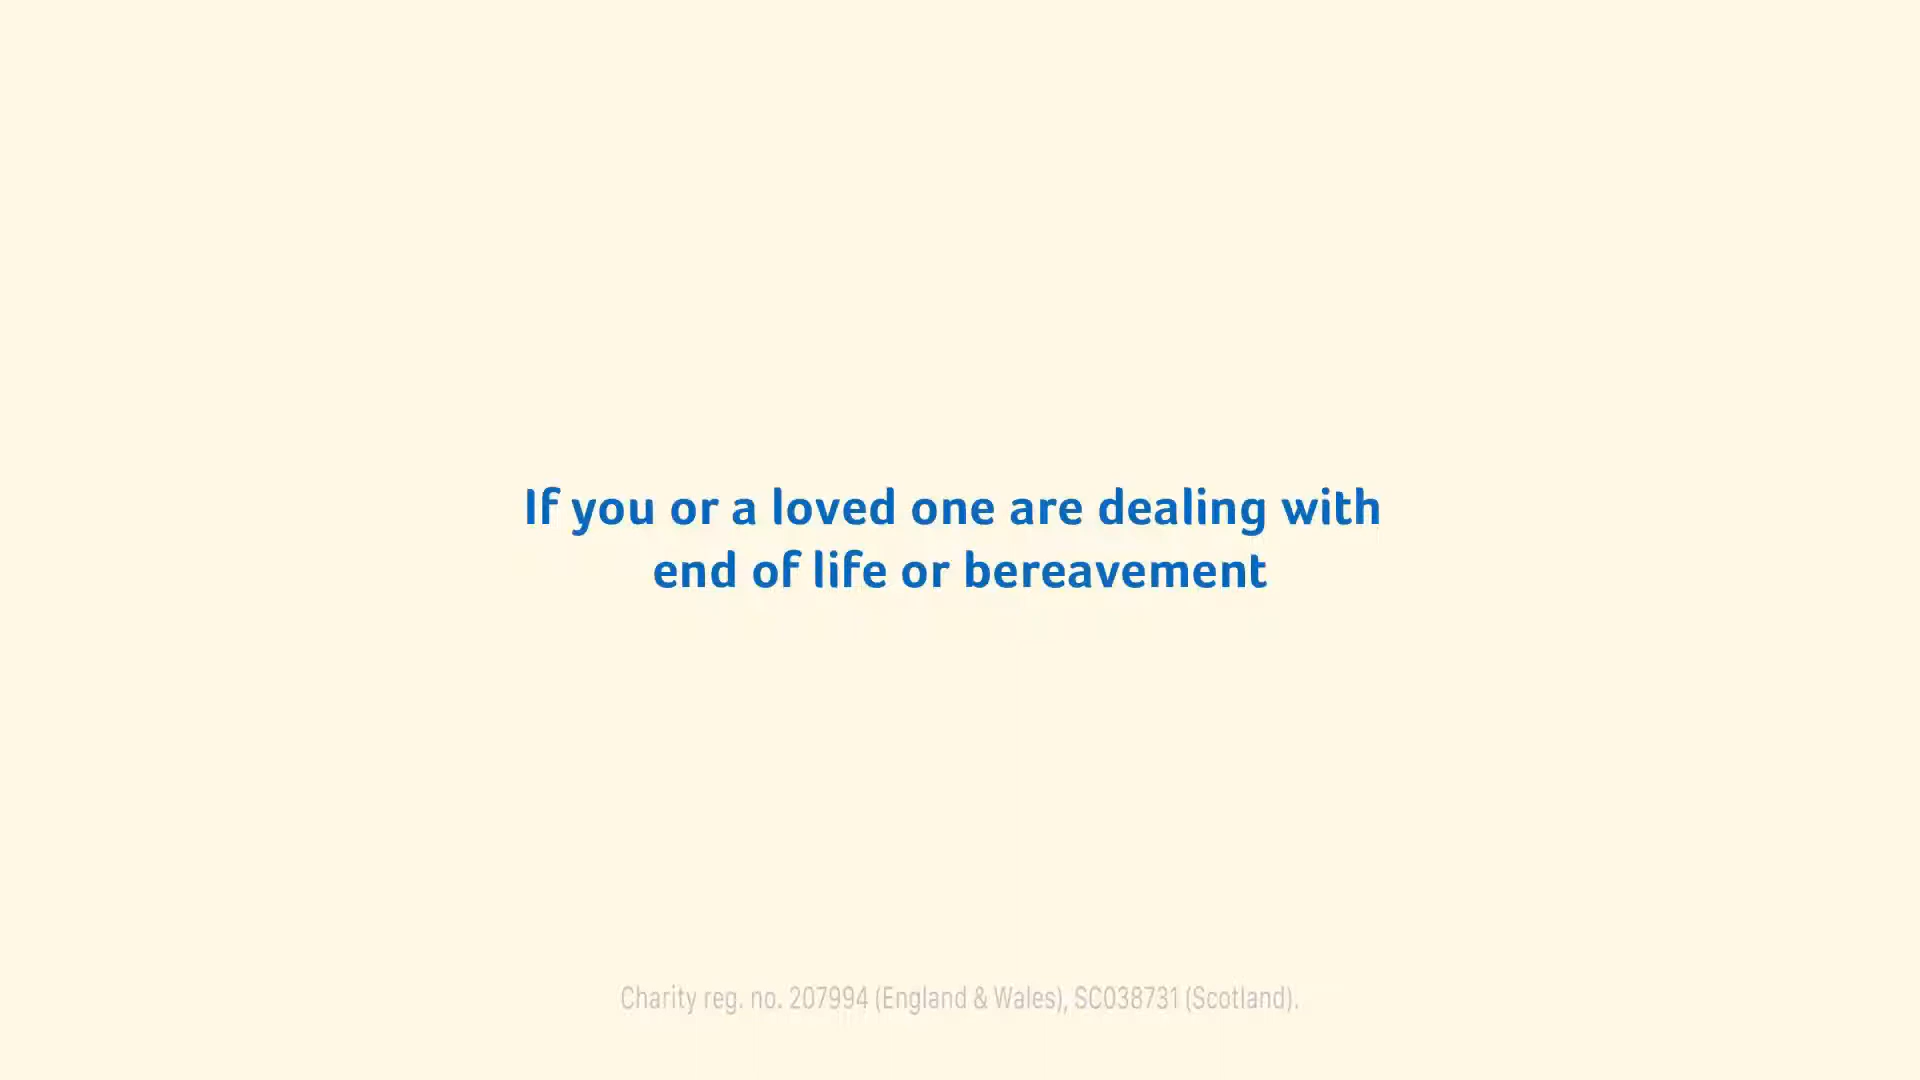 If you or a loved one are dealing with
end of life or bereavement
Charity reg. no. 207994 (England & Wales), SC038731 (Scotland).